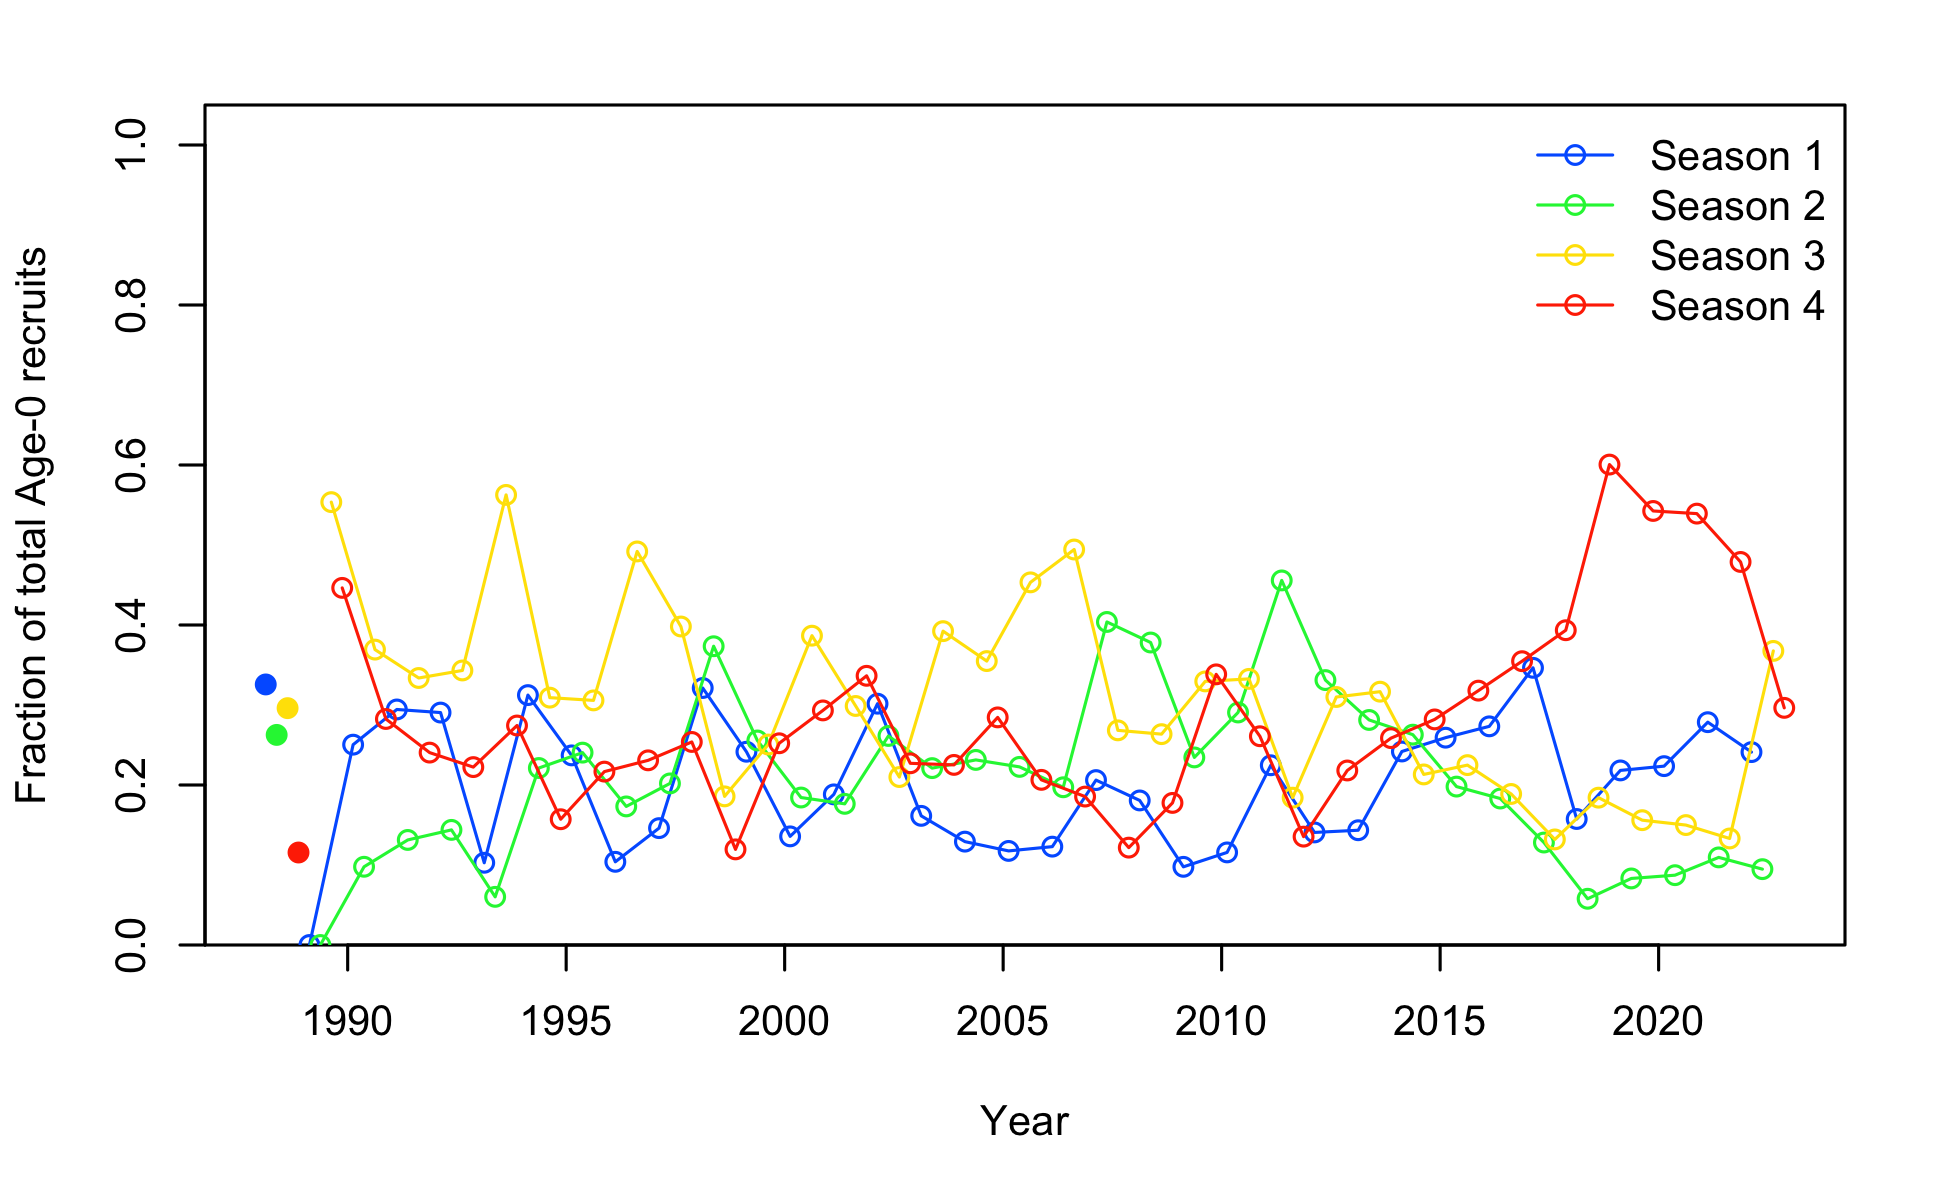 Season 1
Season 2
Season 3
Season 4
Fraction of total Age-0 recruits
1.0
0.8
0.6
0.4
0.2
0.0
1990 1995 2000 2005 2010 2015 2020
Year